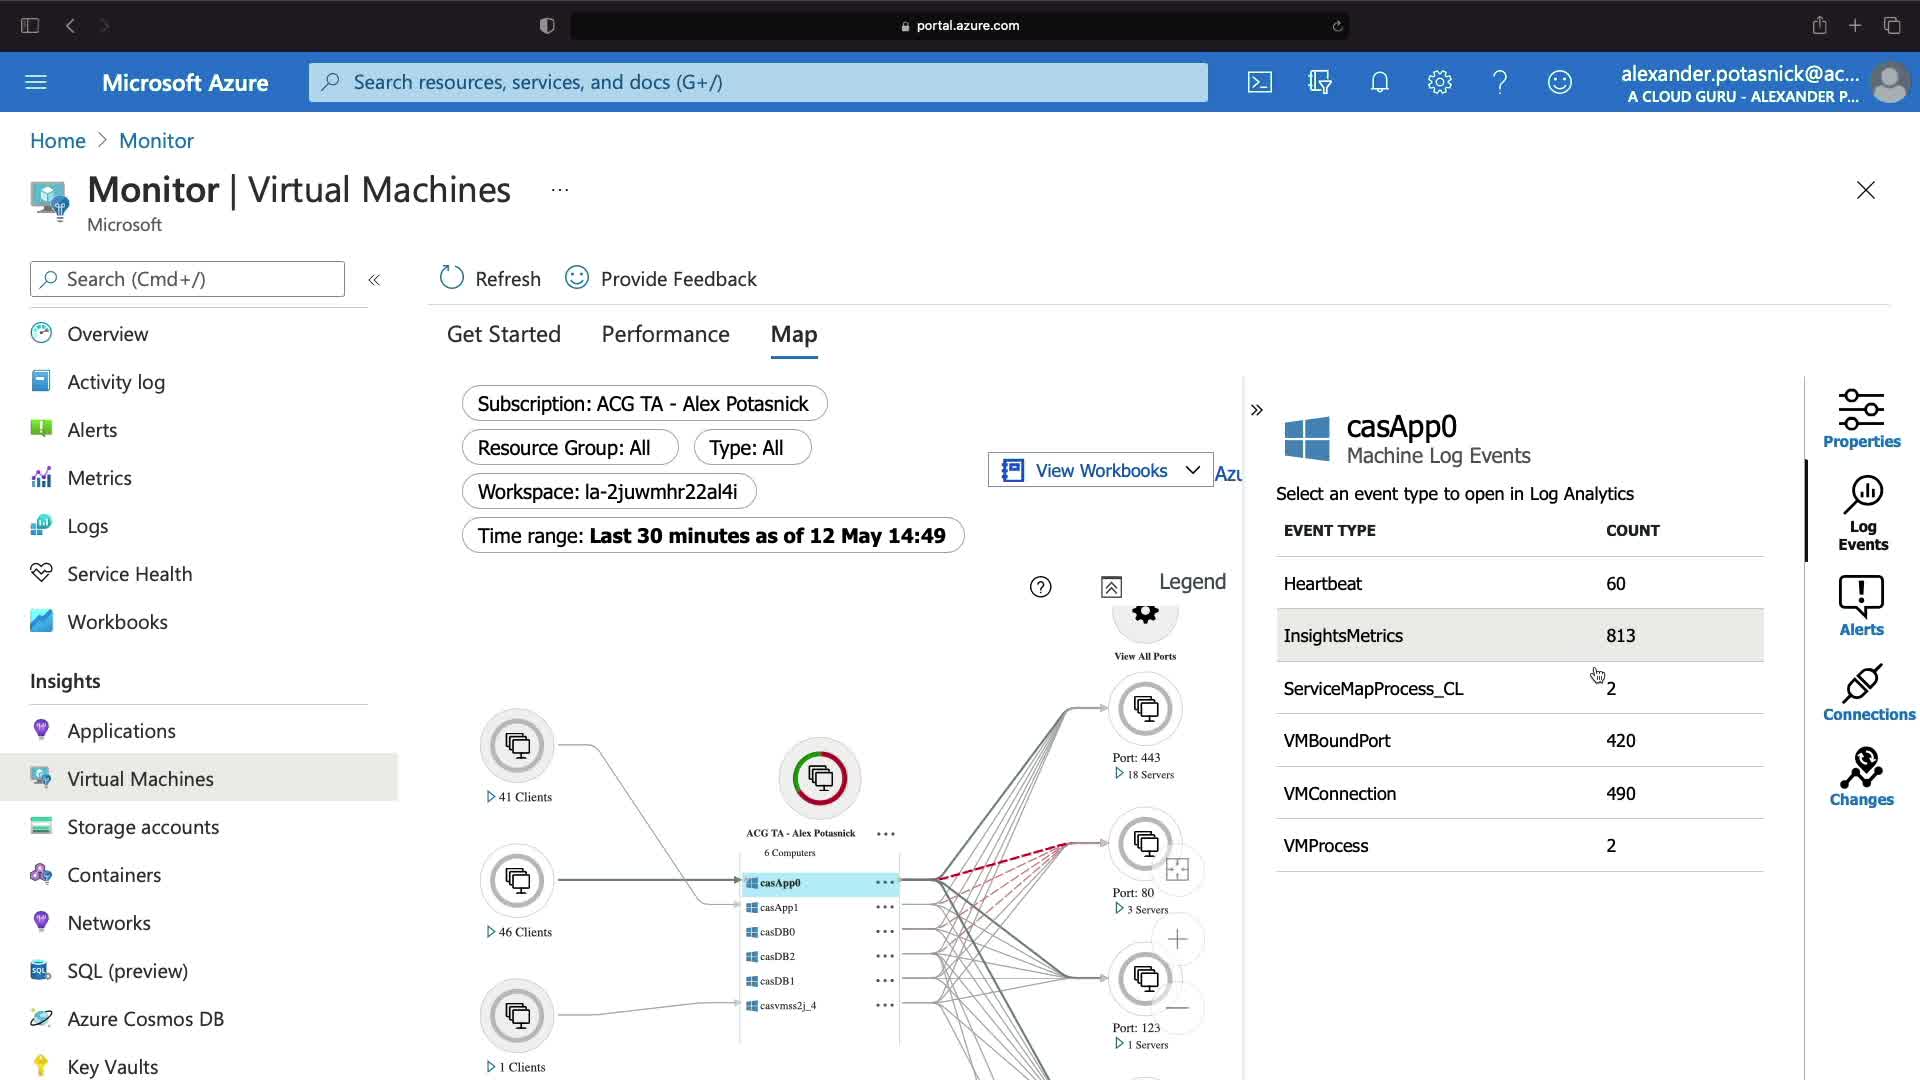 portal.azure.com
Microsoft Azure
Search resources, services, and docs (G+/)
alexander.potasnick@ac...
A CLOUD GURU - ALEXANDER P...
Home > Monitor
Monitor | Virtual Machines ...
Microsoft
Search (Cmd+/)
«
Refresh
Provide Feedback
Overview
Activity log
Alerts
Metrics
Logs
Service Health
Workbooks
Insights
Applications
Virtual Machines
Storage accounts
Containers
Networks
SQL (preview)
Azure Cosmos DB
Key Vaults
Get Started
Performance
Map
Subscription: ACG TA - Alex Potasnick
Resource Group: All
Type: All
Workspace: la-2juwmhr22al4i
Time range: Last 30 minutes as of 12 May 14:49
View Workbooks
Azu
Legend
View All Ports
41 Clients
46 Clients
1 Clients
ACG TA - Alex Potasnick
6 Computers
casApp0
casApp1
casDB0
casDB2
casDB1
casvmss2j_4
Port: 443
18 Servers
Port: 80
3 Servers
Port: 123
1 Servers
»
casApp0
Machine Log Events
Select an event type to open in Log Analytics
EVENT TYPE COUNT
Heartbeat 60
InsightsMetrics 813
ServiceMapProcess_CL 2
VMBoundPort 420
VMConnection 490
VMProcess 2
Properties
Log
Events
Alerts
Connections
Changes